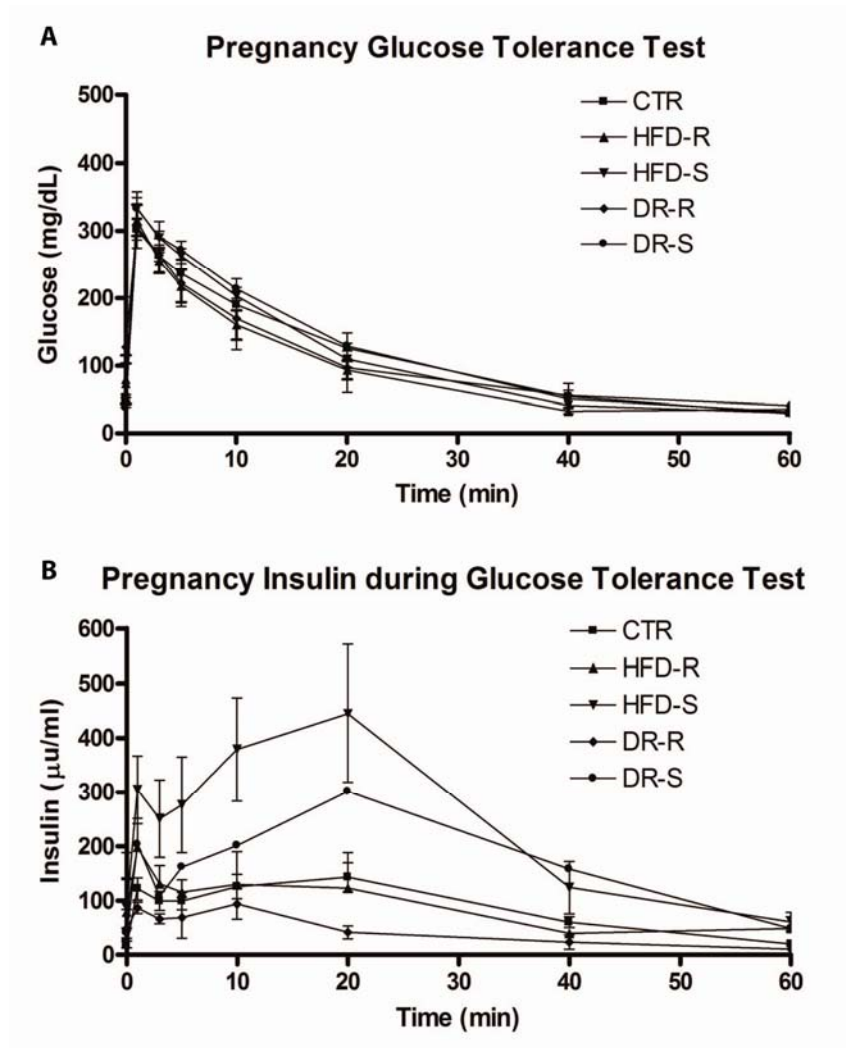 A
Pregnancy Glucose Tolerance Test
CTR
HFD-R
HFD-S
DR-R
DR-S
Glucose (mg/dL)
500
400
300
200
100
0
0 10 20 30 40 50 60
Time (min)
B
Pregnancy Insulin during Glucose Tolerance Test
CTR
HFD-R
HFD-S
DR-R
DR-S
Insulin (μu/ml)
600
500
400
300
200
100
0
0 10 20 30 40 50 60
Time (min)